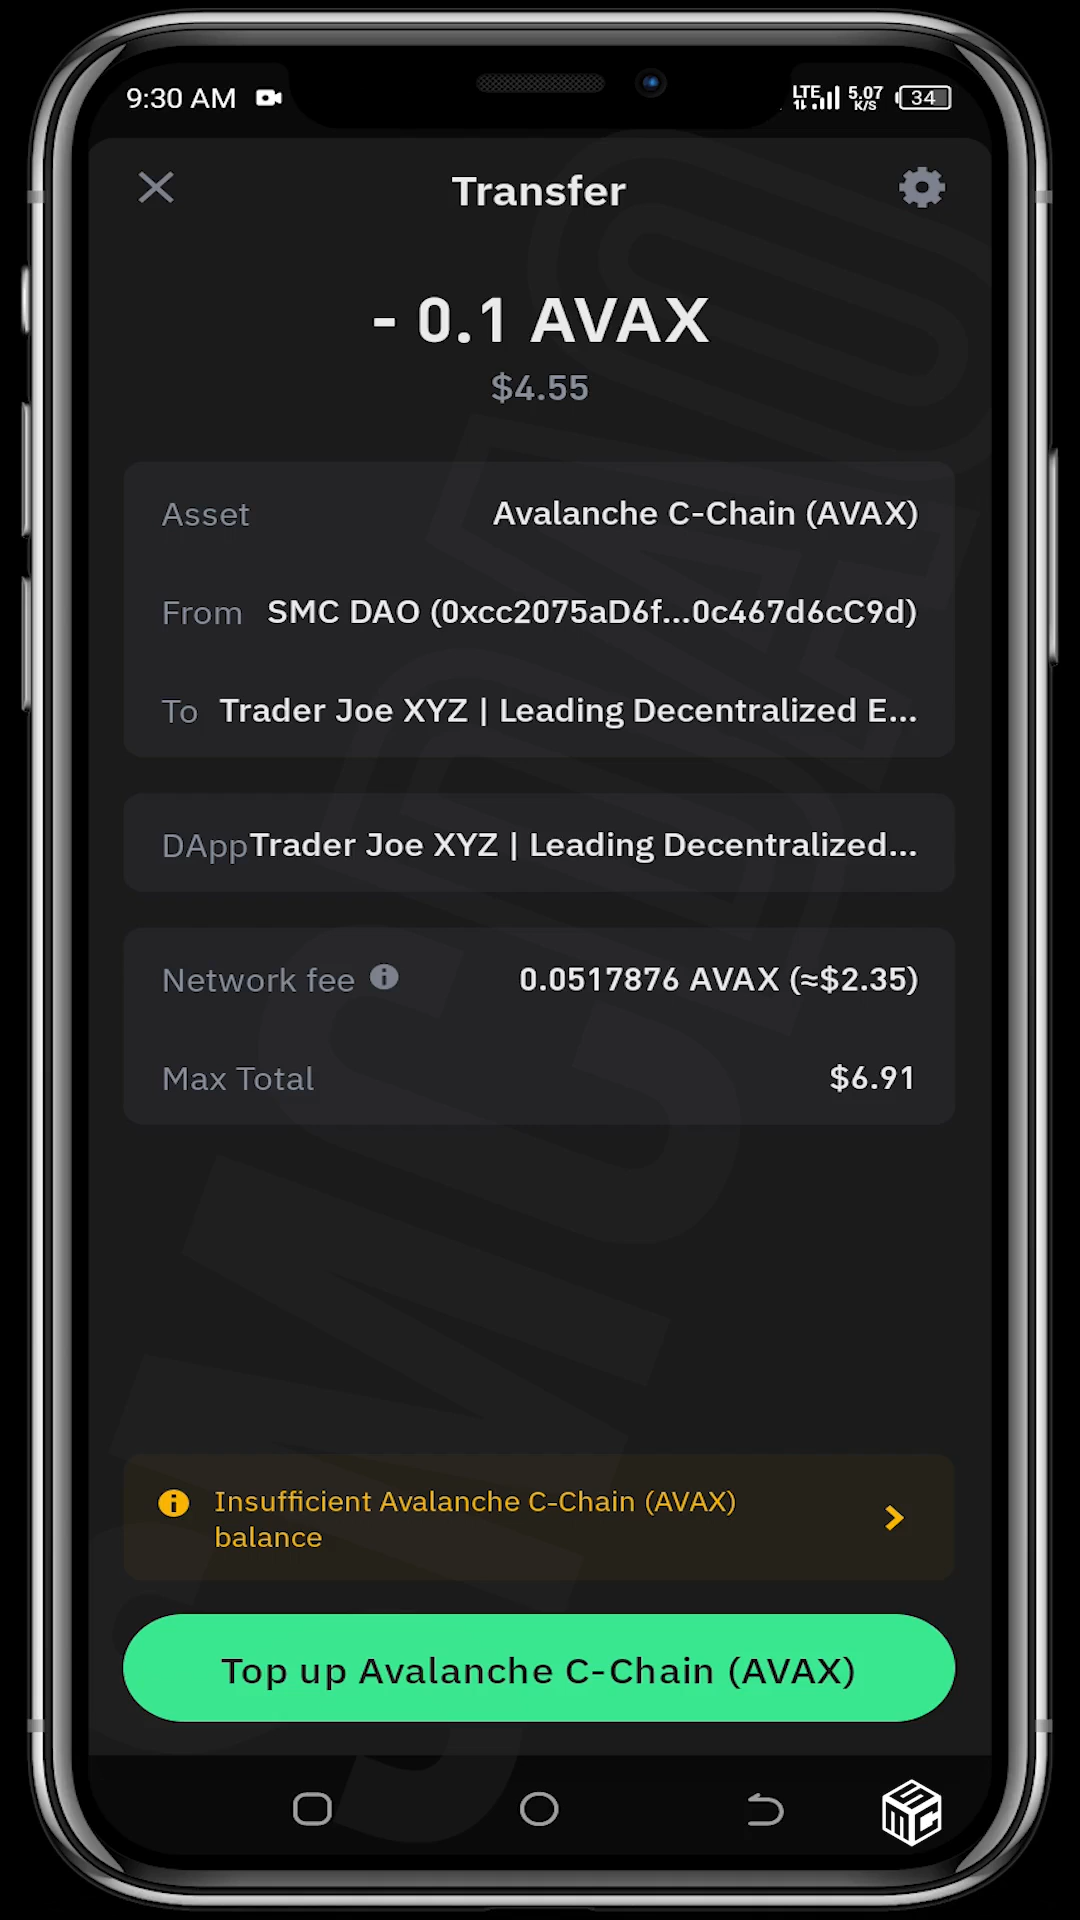 9:30 AM LTE 5.07 K/S 34
Transfer
- 0.1 AVAX
$4.55
Asset Avalanche C-Chain (AVAX)
From SMC DAO (0xcc2075aD6f...0c467d6cC9d)
To Trader Joe XYZ | Leading Decentralized E...
DApp Trader Joe XYZ | Leading Decentralized...
Network fee 0.0517876 AVAX (≈$2.35)
Max Total $6.91
Insufficient Avalanche C-Chain (AVAX)
balance
Top up Avalanche C-Chain (AVAX)
SMC
SMCDAO